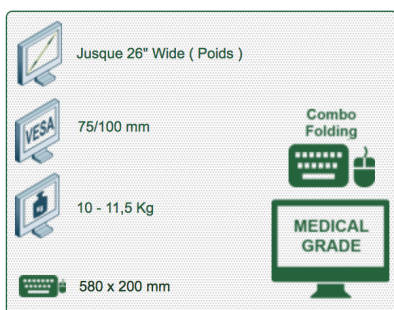 Jusque 26" Wide ( Poids )
VESA
75/100 mm
Combo
Folding
KG
10 - 11,5 Kg
MEDICAL
GRADE
580 x 200 mm